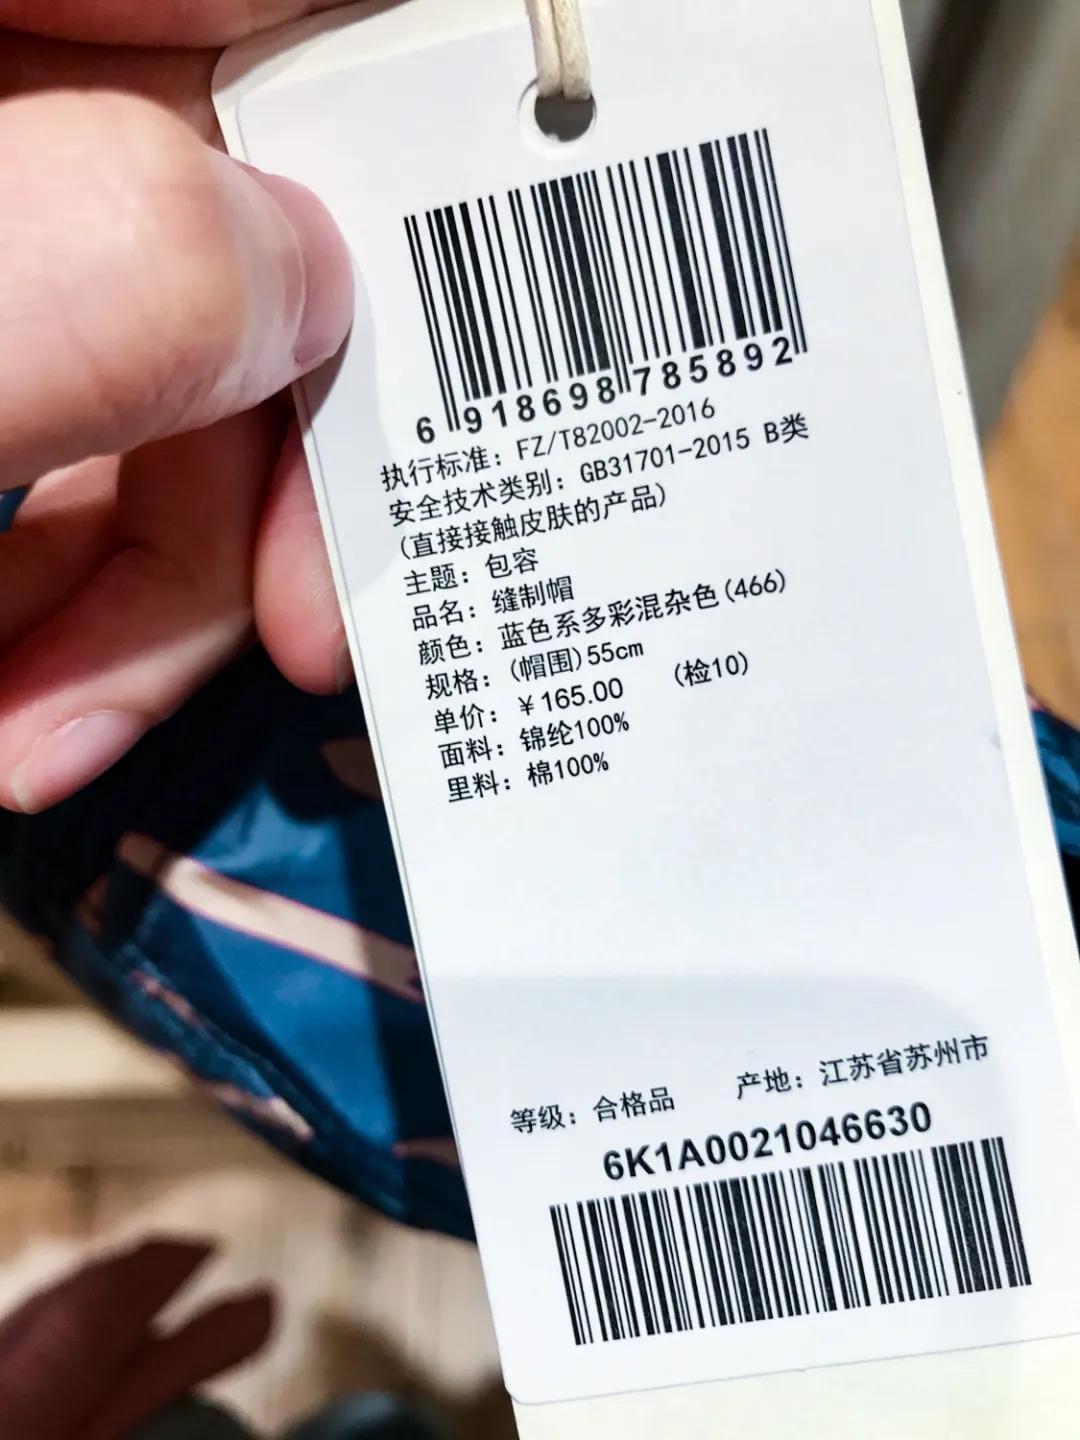 6 918698 785892
执行标准：FZ/T82002-2016
安全技术类别：GB31701-2015 B类
(直接接触皮肤的产品)
主题：包容
品名：缝制帽
颜色：蓝色系多彩混杂色(466)
规格：(帽围)55cm
单价：￥165.00 (检10)
面料：锦纶100%
里料：棉100%
等级：合格品 产地：江苏省苏州市
6K1A0021046630